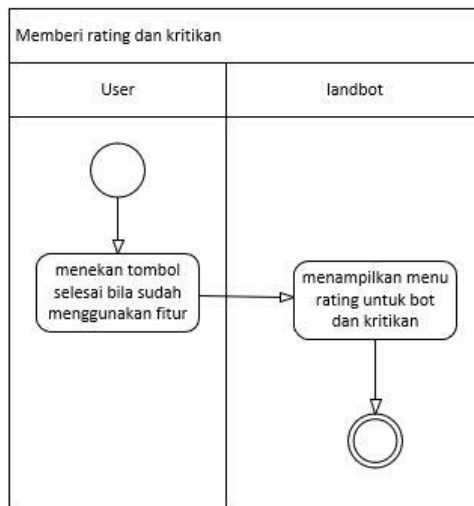 Memberi rating dan kritikan
User
landbot
menekan tombol
selesai bila sudah
menggunakan fitur
menampilkan menu
rating untuk bot
dan kritikan